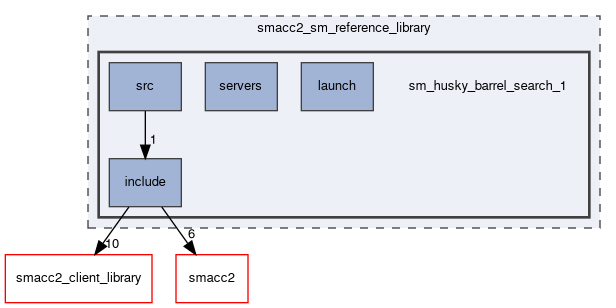 smacc2_sm_reference_library
src
servers
launch
sm_husky_barrel_search_1
1
include
10
6
smacc2_client_library
smacc2